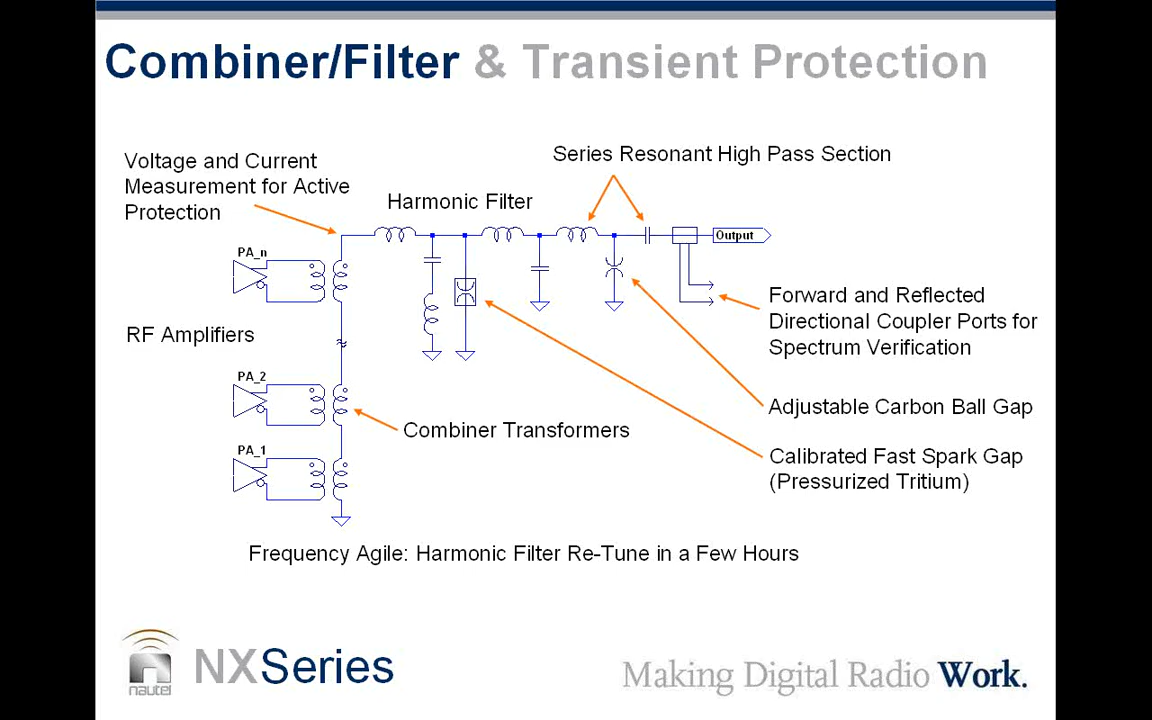 Combiner/Filter & Transient Protection
Voltage and Current
Measurement for Active
Protection
Series Resonant High Pass Section
Harmonic Filter
Output
PA_n
Forward and Reflected
Directional Coupler Ports for
Spectrum Verification
RF Amplifiers
PA_2
Adjustable Carbon Ball Gap
Combiner Transformers
PA_1
Calibrated Fast Spark Gap
(Pressurized Tritium)
Frequency Agile: Harmonic Filter Re-Tune in a Few Hours
nautel
NXSeries
Making Digital Radio Work.